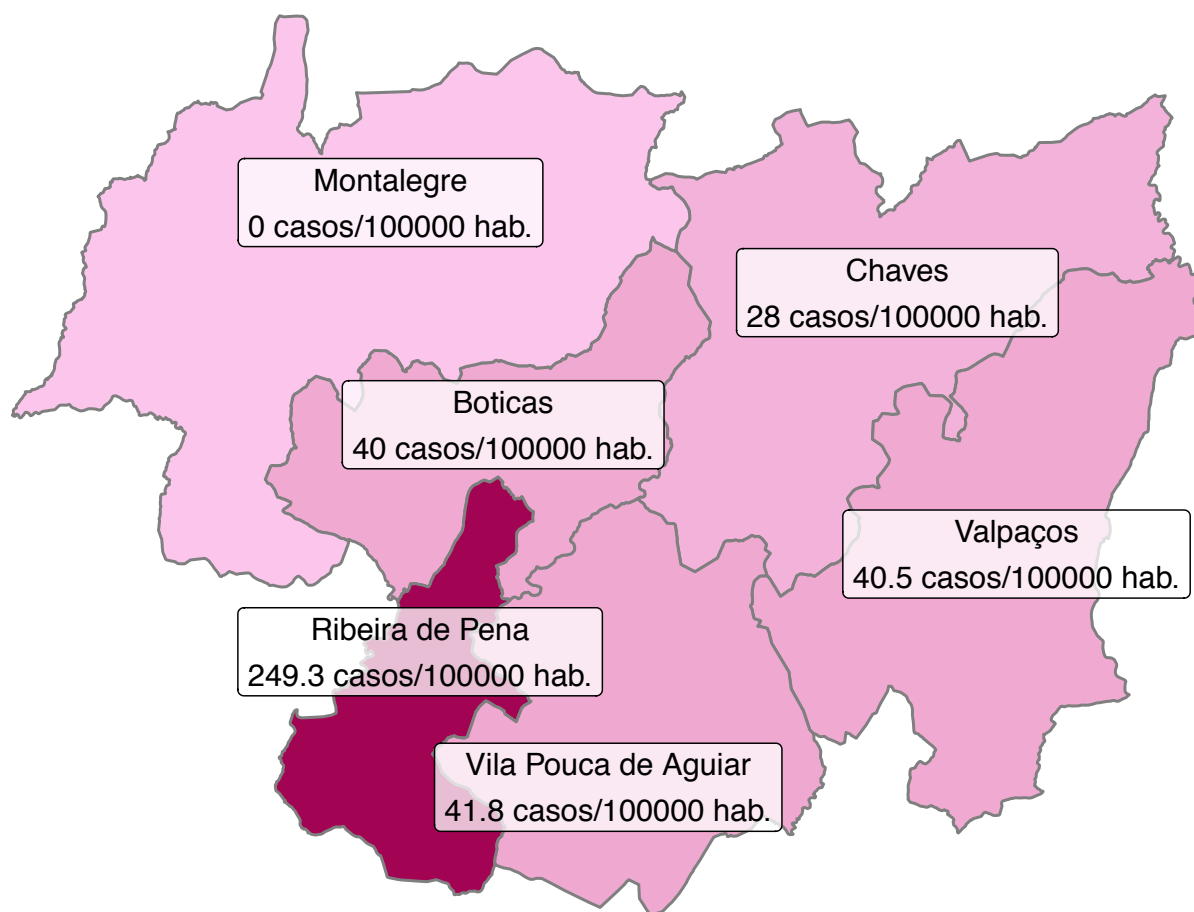 Montalegre
0 casos/100000 hab.
Chaves
28 casos/100000 hab.
Boticas
40 casos/100000 hab.
Valpaços
40.5 casos/100000 hab.
Ribeira de Pena
249.3 casos/100000 hab.
Vila Pouca de Aguiar
41.8 casos/100000 hab.